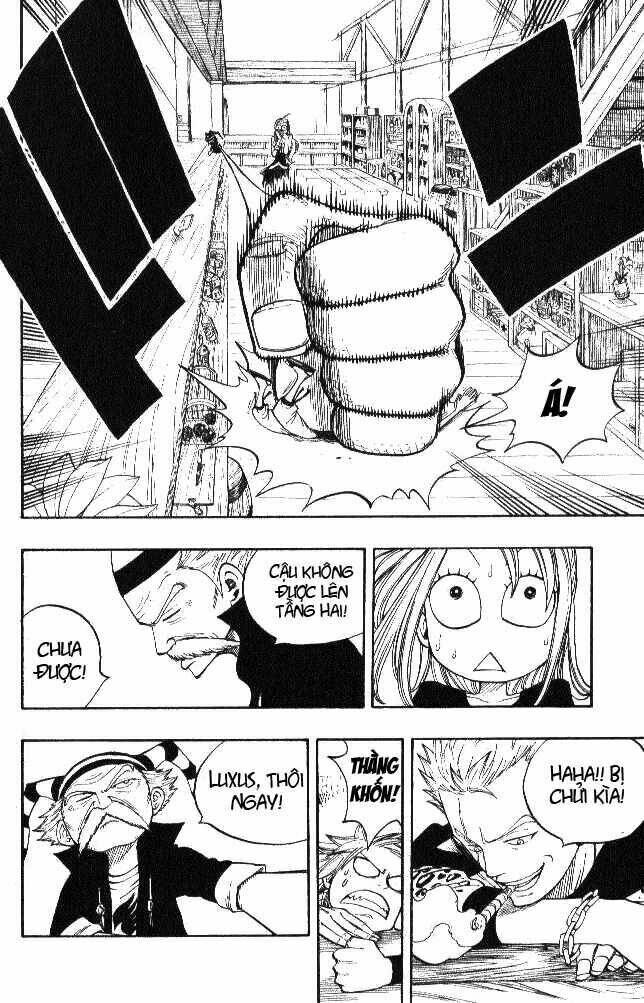 Á!
CẬU KHÔNG
ĐƯỢC LÊN
TẦNG HAI!
CHƯA
ĐƯỢC!
HAHA!! BỊ
CHỬI KÌA!
THẰNG
KHỐN!
LUXUS, THÔI
NGAY!